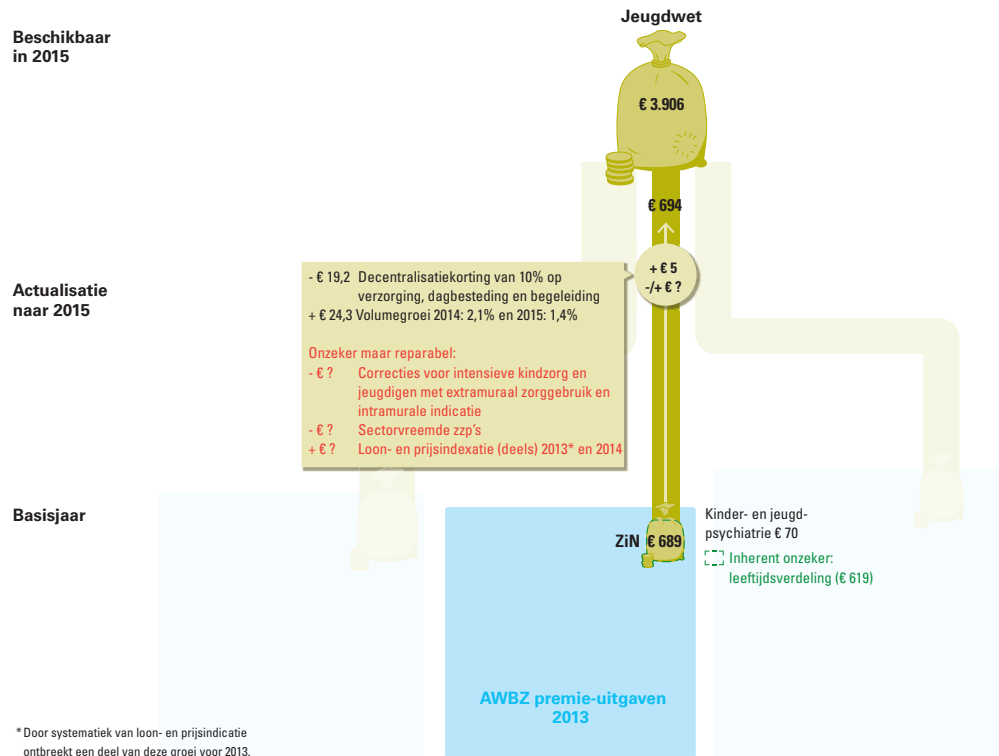 Jeugdwet
Beschikbaar
in 2015
€ 3.906
€ 694
+ € 5
-/+ € ?
Actualisatie
naar 2015
- € 19,2 Decentralisatiekorting van 10% op
verzorging, dagbesteding en begeleiding
+ € 24,3 Volumegroei 2014: 2,1% en 2015: 1,4%
Onzeker maar reparabel:
- € ? Correcties voor intensieve kindzorg en
jeugdigen met extramuraal zorggebruik en
intramurale indicatie
- € ? Sectorvreemde zzp's
+ € ? Loon- en prijsindexatie (deels) 2013* en 2014
Basisjaar
ZiN € 689
Kinder- en jeugd-
psychiatrie € 70
Inherent onzeker:
leeftijdsverdeling (€ 619)
AWBZ premie-uitgaven
2013
* Door systematiek van loon- en prijsindicatie
ontbreekt een deel van deze groei voor 2013.